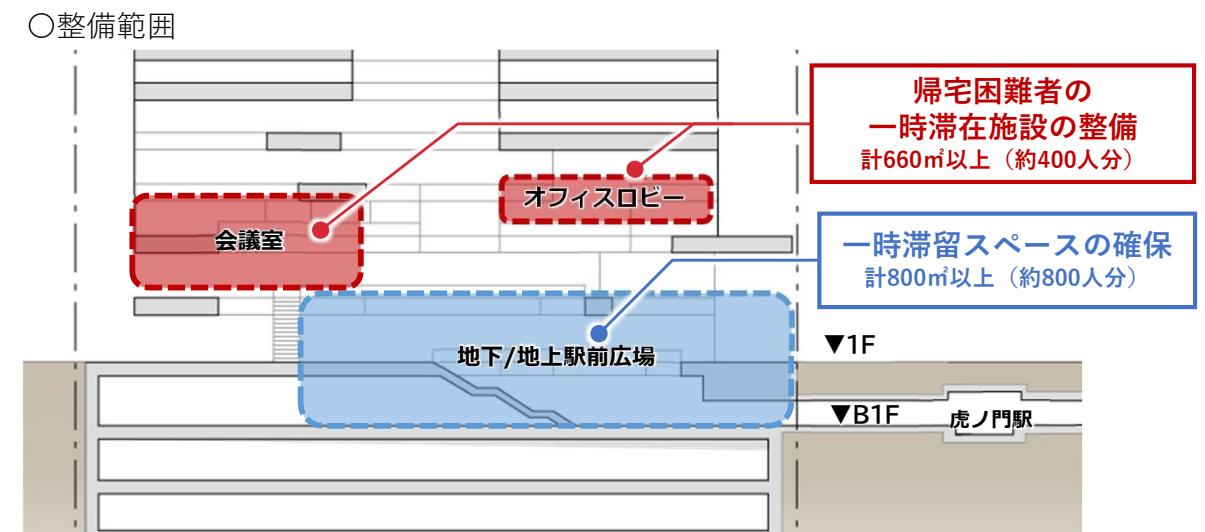 ○整備範囲
帰宅困難者の
一時滞在施設の整備
計660㎡以上（約400人分）
オフィスロビー
会議室
一時滞留スペースの確保
計800㎡以上（約800人分）
地下/地上駅前広場
▼1F
▼B1F
虎ノ門駅